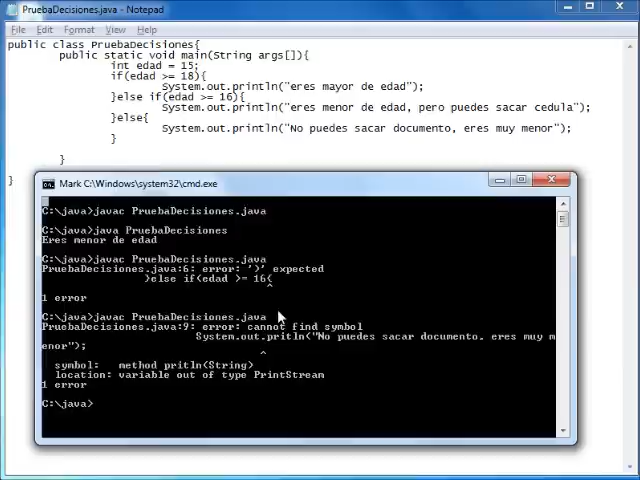 PruebaDecisiones.java - Notepad
File Edit Format View Help
public class PruebaDecisiones{
public static void main(String args[]){
int edad = 15;
if(edad >= 18){
System.out.println("eres mayor de edad");
}else if(edad >= 16){
System.out.println("eres menor de edad, pero puedes sacar cedula");
}else{
System.out.println("No puedes sacar documento, eres muy menor");
}
}
}
Mark C:\Windows\system32\cmd.exe
C:\java>javac PruebaDecisiones.java
C:\java>java PruebaDecisiones
Eres menor de edad
C:\java>javac PruebaDecisiones.java
PruebaDecisiones.java:6: error: ')' expected
}else if(edad >= 16{
^
1 error
C:\java>javac PruebaDecisiones.java
PruebaDecisiones.java:9: error: cannot find symbol
System.out.pritln("No puedes sacar documento, eres muy m
enor");
^
symbol: method pritln(String)
location: variable out of type PrintStream
1 error
C:\java>